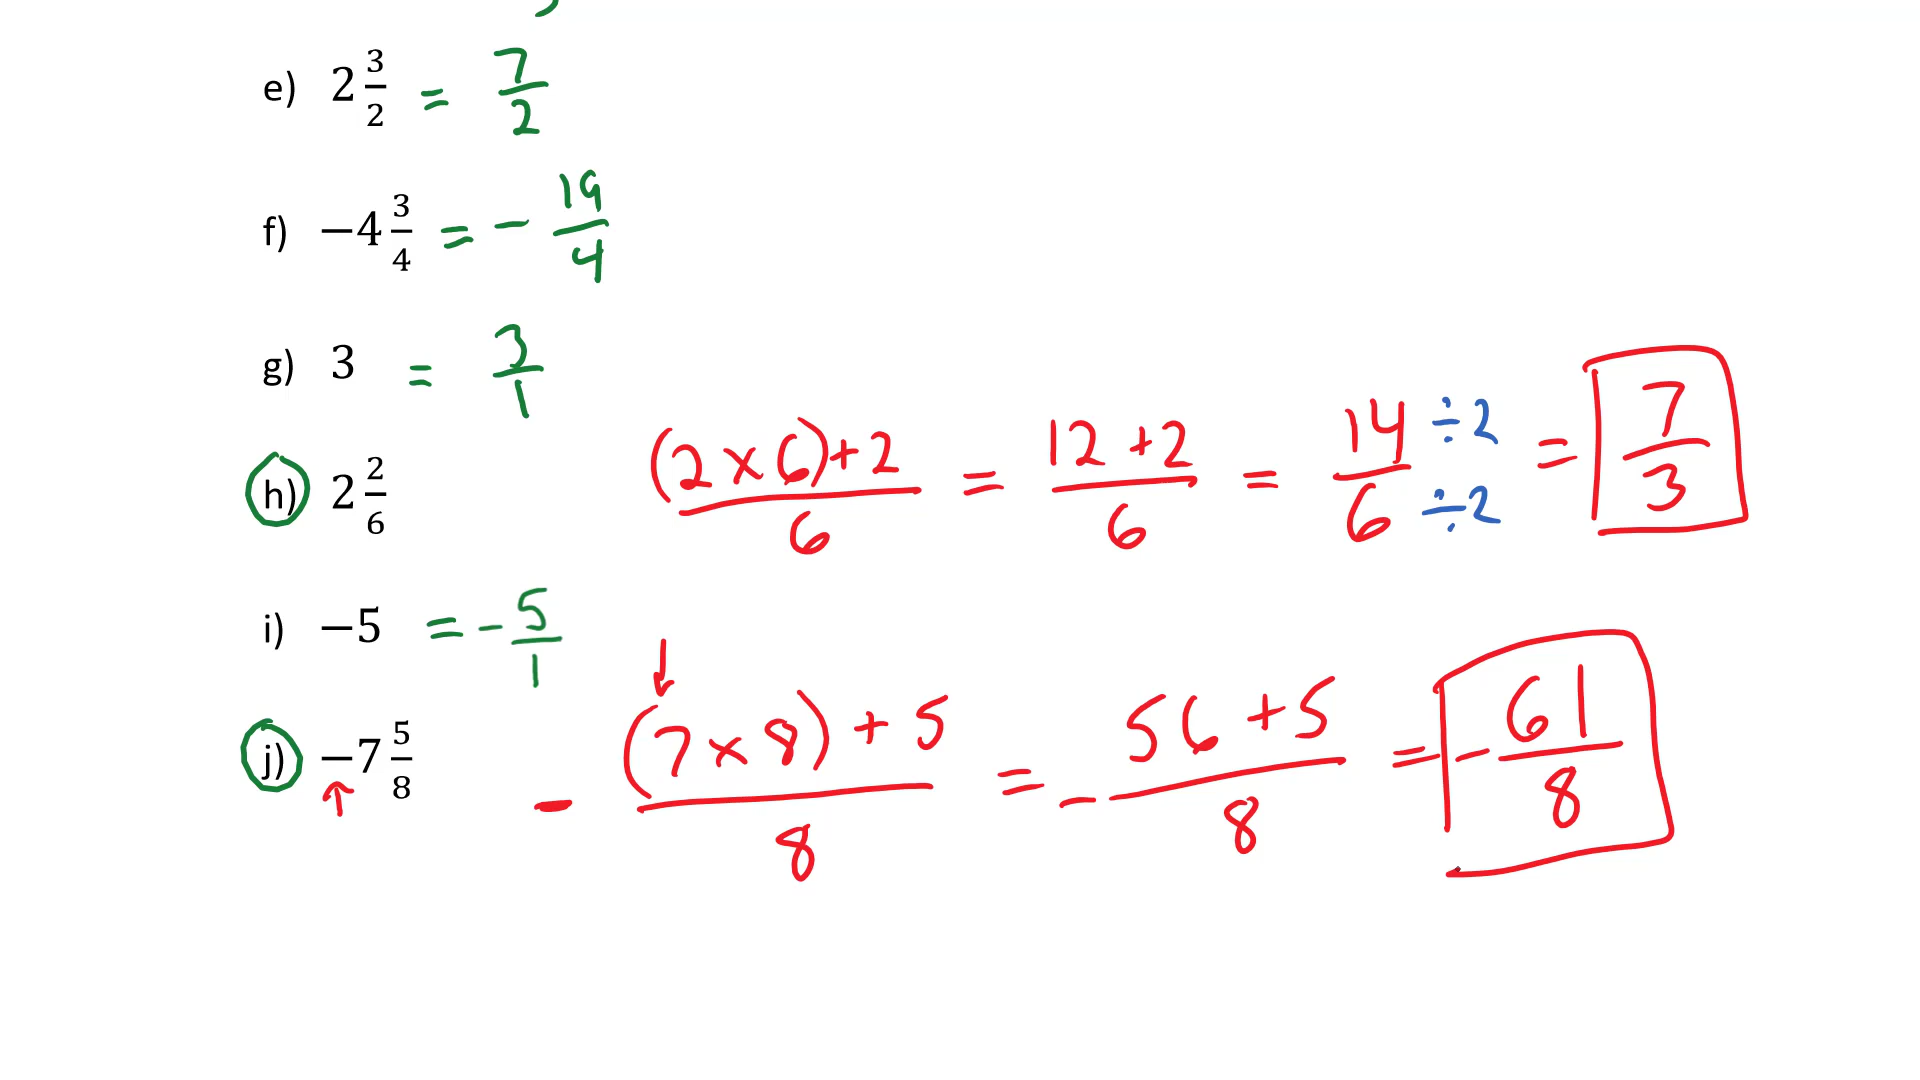 e) 2 3/2 = 7/2
f) −4 3/4 = - 19/4
g) 3 = 3/1
h) 2 2/6 (2 x 6)+2/6 = 12+2/6 = 14/6 ÷2/÷2 = 7/3
i) −5 = - 5/1
j) −7 5/8 - (7 x 8)+5/8 = - 56+5/8 = - 61/8